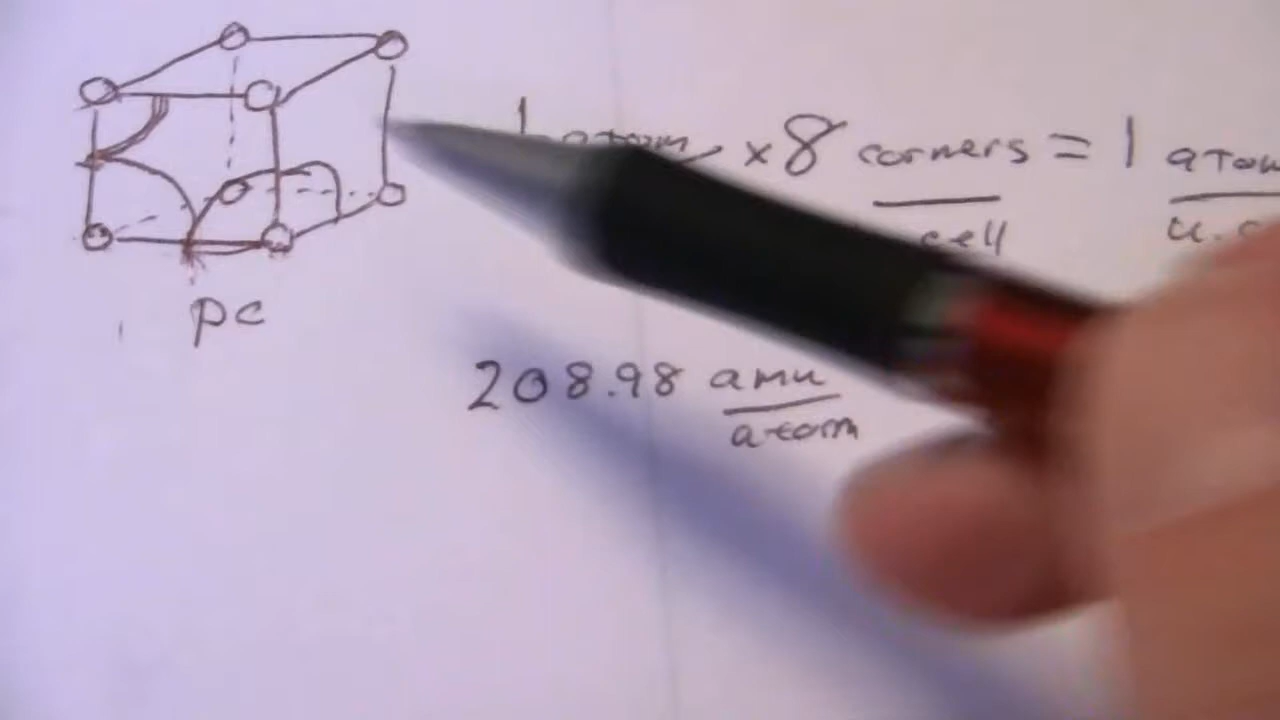 1 atom × 8 corners = 1 atom
cell u.c
pc
208.98 amu
atom